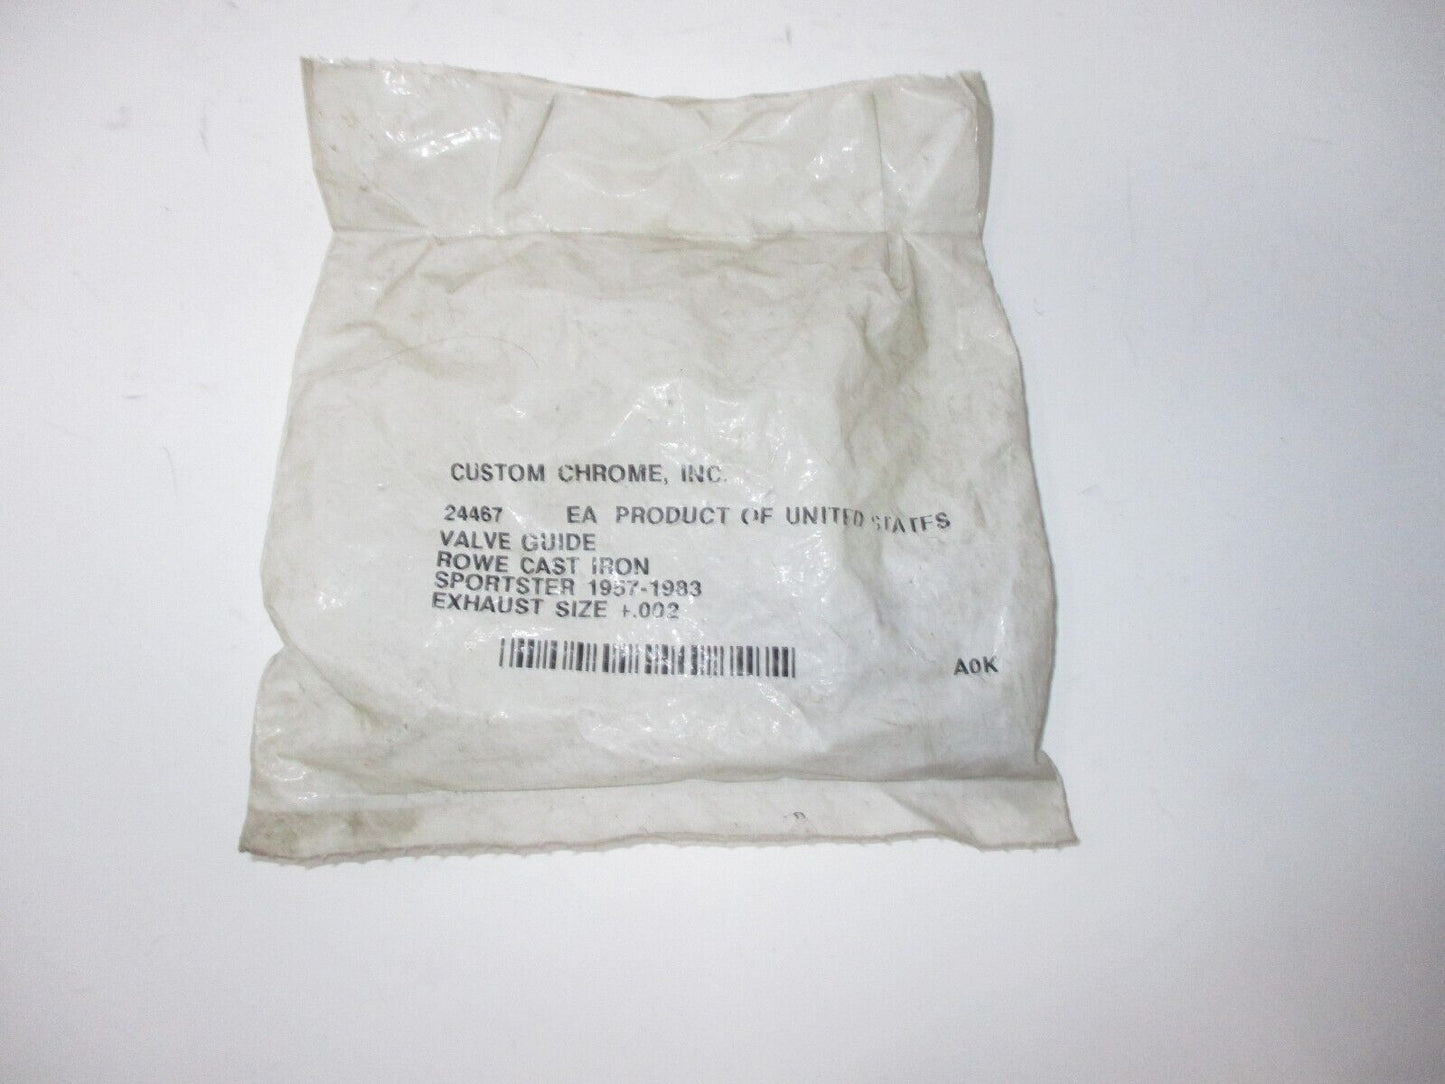 CUSTOM CHROME, INC.
24467 EA PRODUCT OF UNITED STATES
VALVE GUIDE
ROWE CAST IRON
SPORTSTER 1957-1983
EXHAUST SIZE +.002
A0K